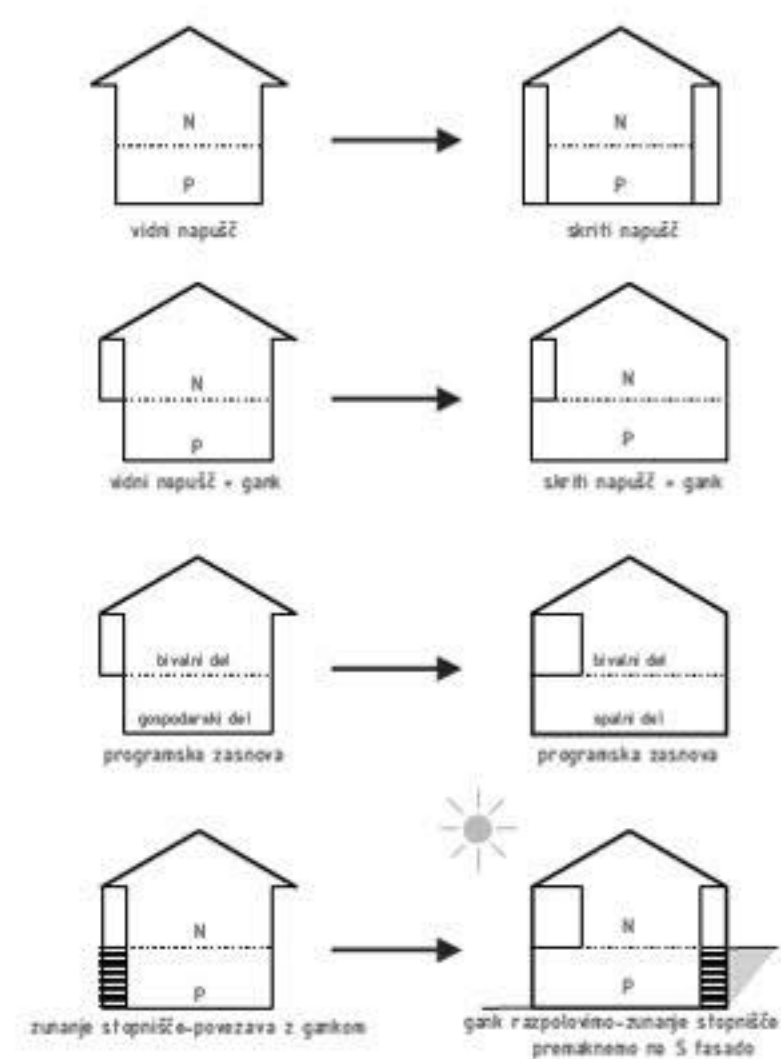 N
N
P
P
vidni napušč
skriti napušč
N
N
P
P
vidni napušč + gank
skriti napušč + gank
bivalni del
bivalni del
gospodarski del
spalni del
programska zasnova
programska zasnova
N
N
P
P
zunanje stopnišče-povezava z gankom
gank razpolovimo-zunanje stopnišče
premaknemo na S fasado